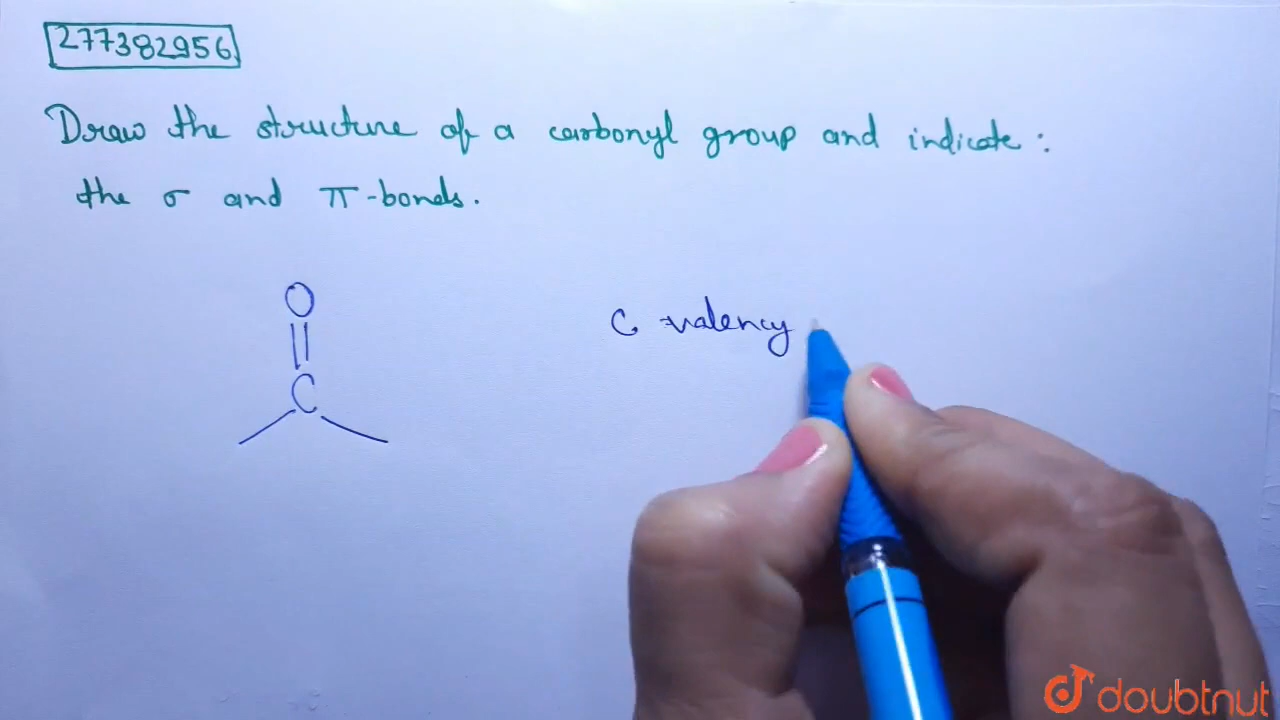 277382956
Draw the structure of a carbonyl group and indicate :
the σ and π-bonds.
O
C
C valency
doubtnut